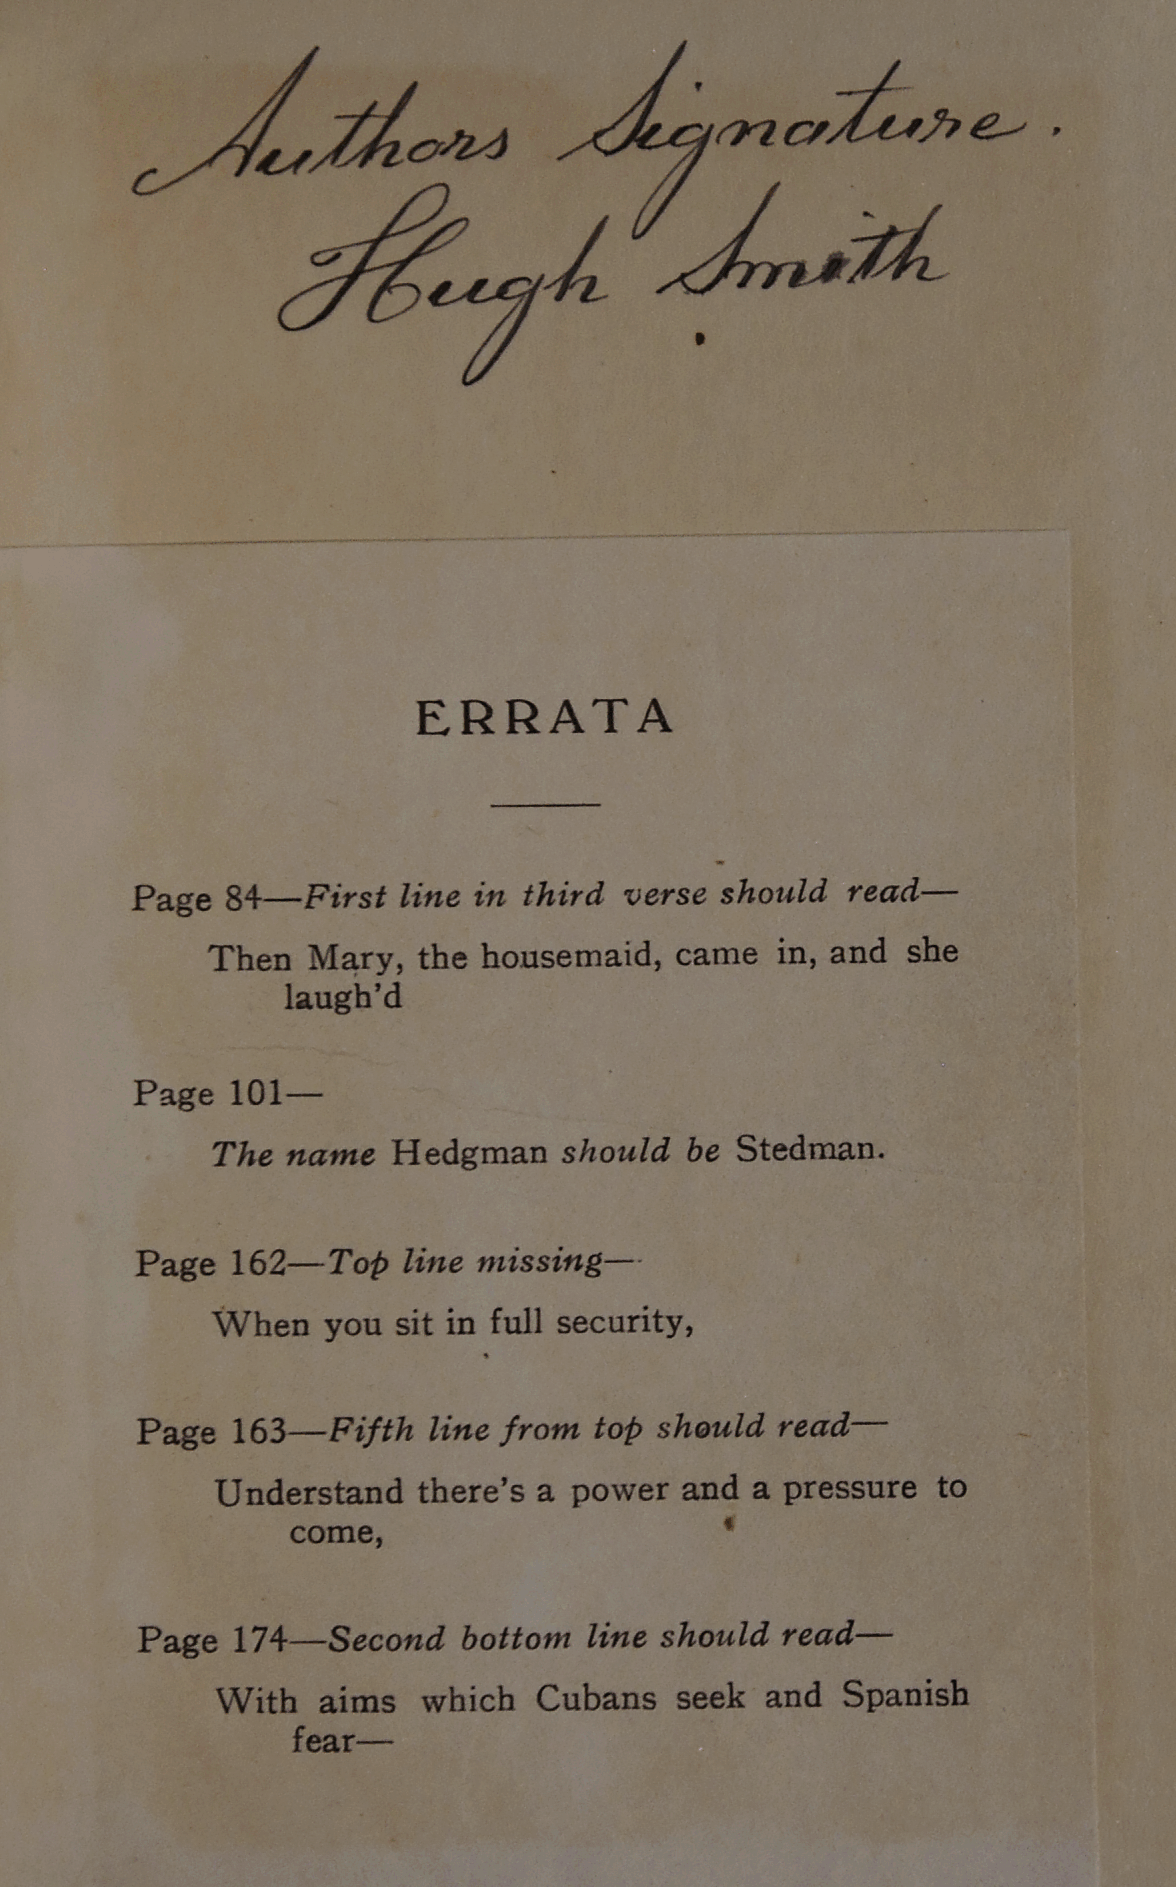 Authors Signature.
Hugh Smith
ERRATA
Page 84—First line in third verse should read—
Then Mary, the housemaid, came in, and she
laugh'd
Page 101—
The name Hedgman should be Stedman.
Page 162—Top line missing—
When you sit in full security,
Page 163—Fifth line from top should read—
Understand there's a power and a pressure to
come,
Page 174—Second bottom line should read—
With aims which Cubans seek and Spanish
fear—